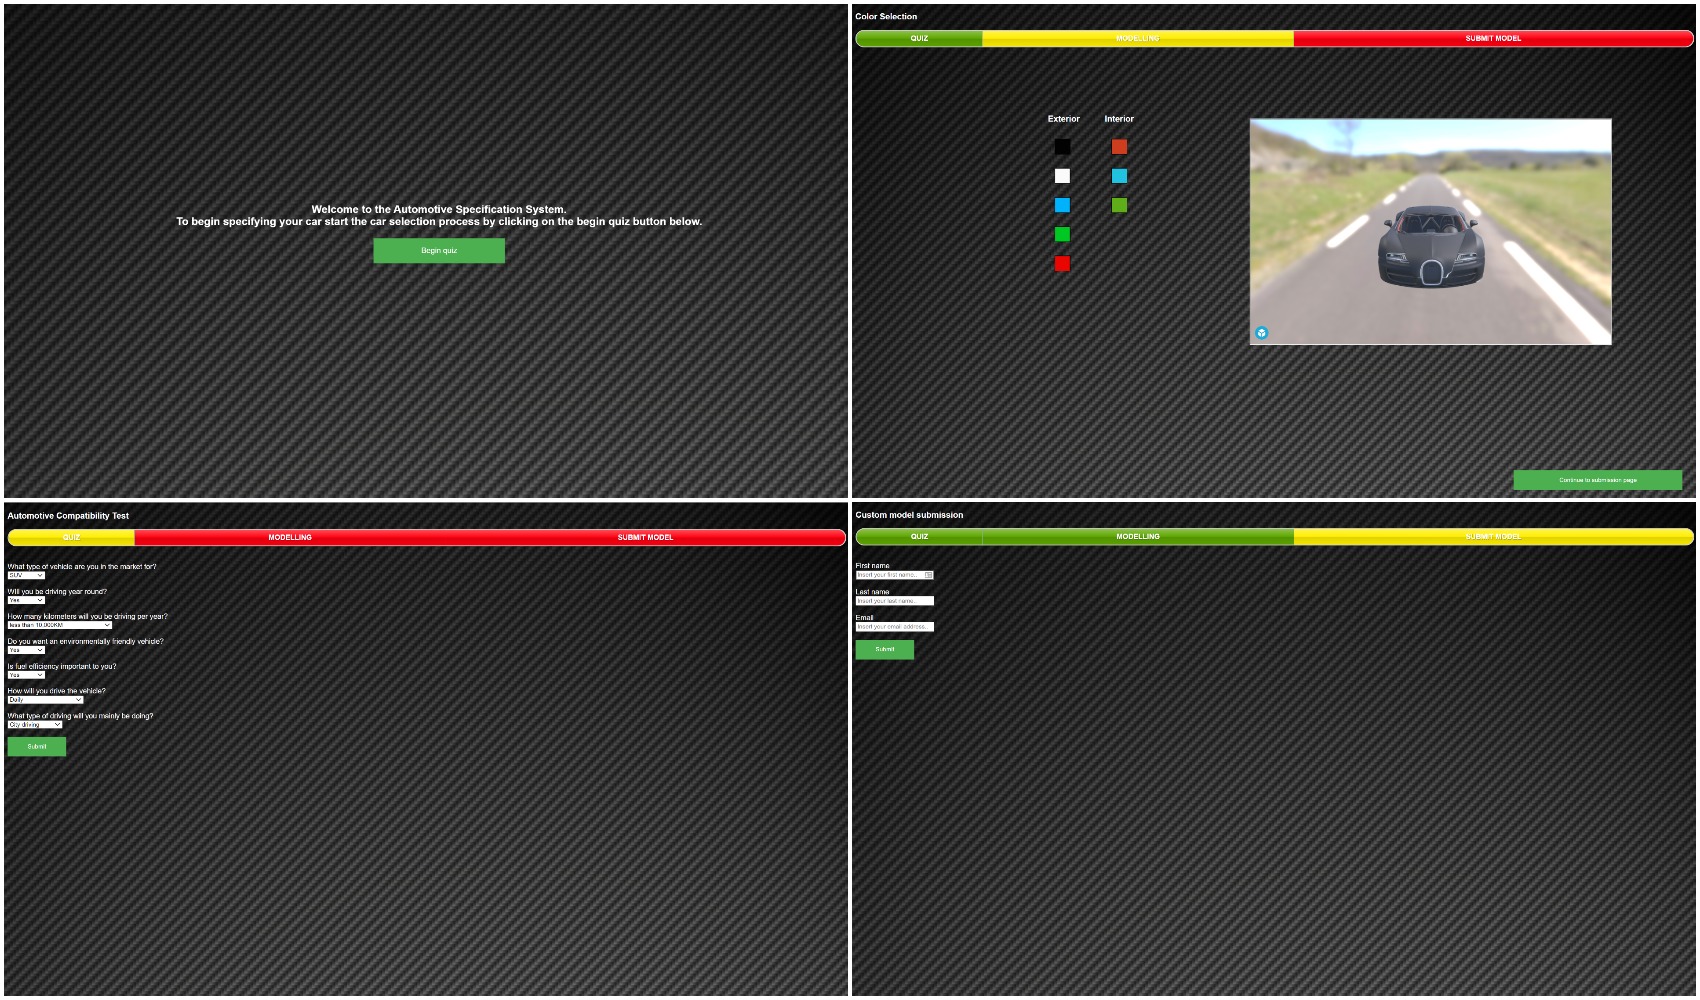 Welcome to the Automotive Specification System.
To begin specifying your car start the car selection process by clicking on the begin quiz button below.
Begin quiz
Color Selection
QUIZ MODELLING SUBMIT MODEL
Exterior Interior
Continue to submission page
Automotive Compatibility Test
QUIZ MODELLING SUBMIT MODEL
What type of vehicle are you in the market for?
SUV
Will you be driving year round?
Yes
How many kilometers will you be driving per year?
less than 10,000KM
Do you want an environmentally friendly vehicle?
Yes
Is fuel efficiency important to you?
Yes
How will you drive the vehicle?
Daily
What type of driving will you mainly be doing?
City driving
Submit
Custom model submission
QUIZ MODELLING SUBMIT MODEL
First name
Insert your first name..
Last name
Insert your last name..
Email
Insert your email address..
Submit